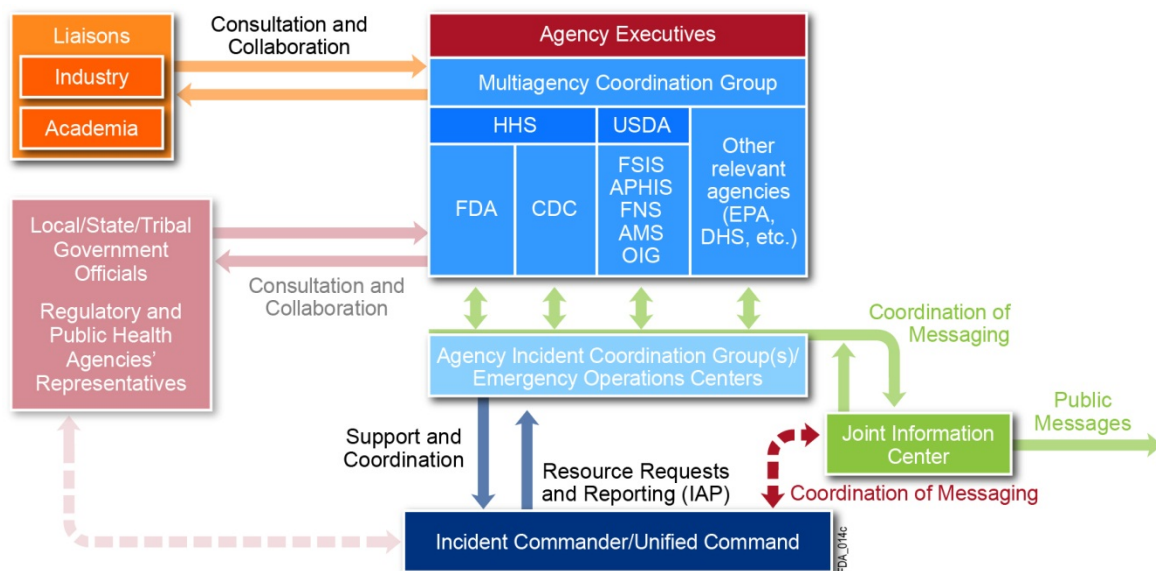 Liaisons
Industry
Academia
Consultation and
Collaboration
Agency Executives
Multiagency Coordination Group
HHS
USDA
FDA
CDC
FSIS
APHIS
FNS
AMS
OIG
Other
relevant
agencies
(EPA,
DHS, etc.)
Local/State/Tribal
Government
Officials
Regulatory and
Public Health
Agencies'
Representatives
Consultation and
Collaboration
Agency Incident Coordination Group(s)/
Emergency Operations Centers
Coordination
of Messaging
Public
Messages
Joint Information
Center
Support and
Coordination
Resource Requests
and Reporting (IAP)
Coordination of Messaging
Incident Commander/Unified Command
FDA_014c